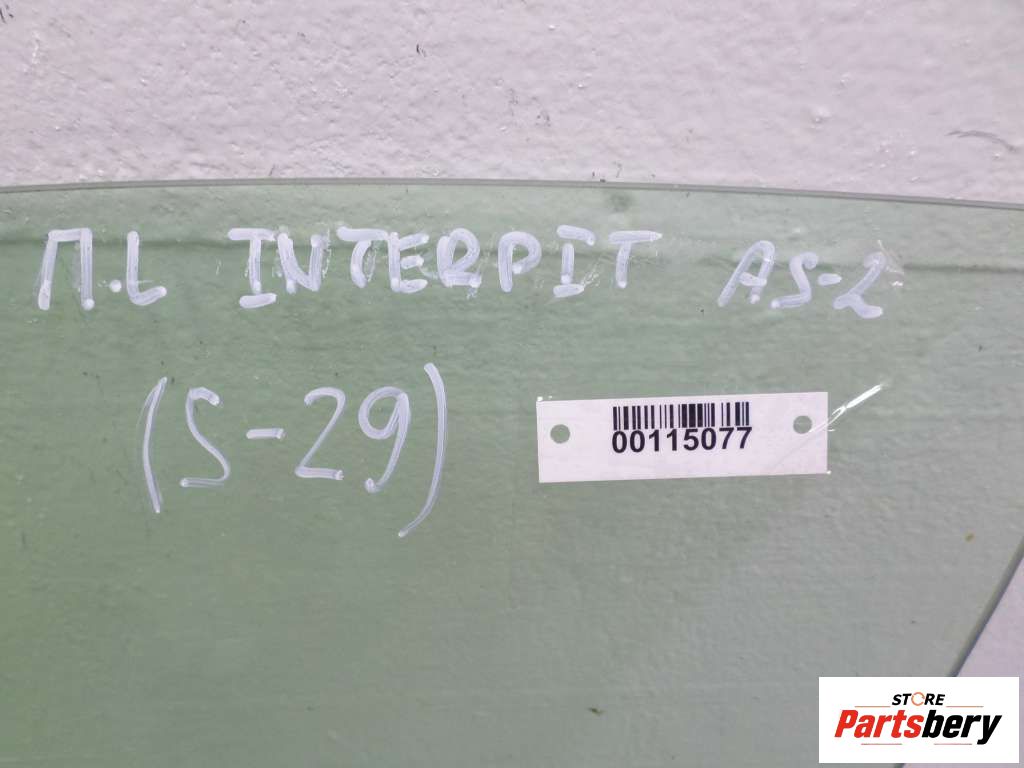 П.L INTERPIT AS-2
(S-29)
00115077
STORE
Partsbery